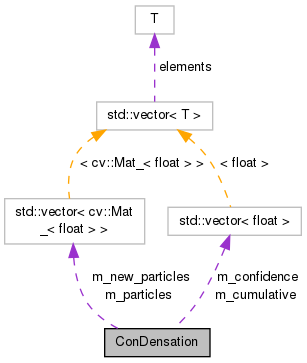 T
elements
std::vector< T >
< cv::Mat_< float > >
< float >
std::vector< cv::Mat
_< float > >
std::vector< float >
m_new_particles
m_particles
m_confidence
m_cumulative
ConDensation